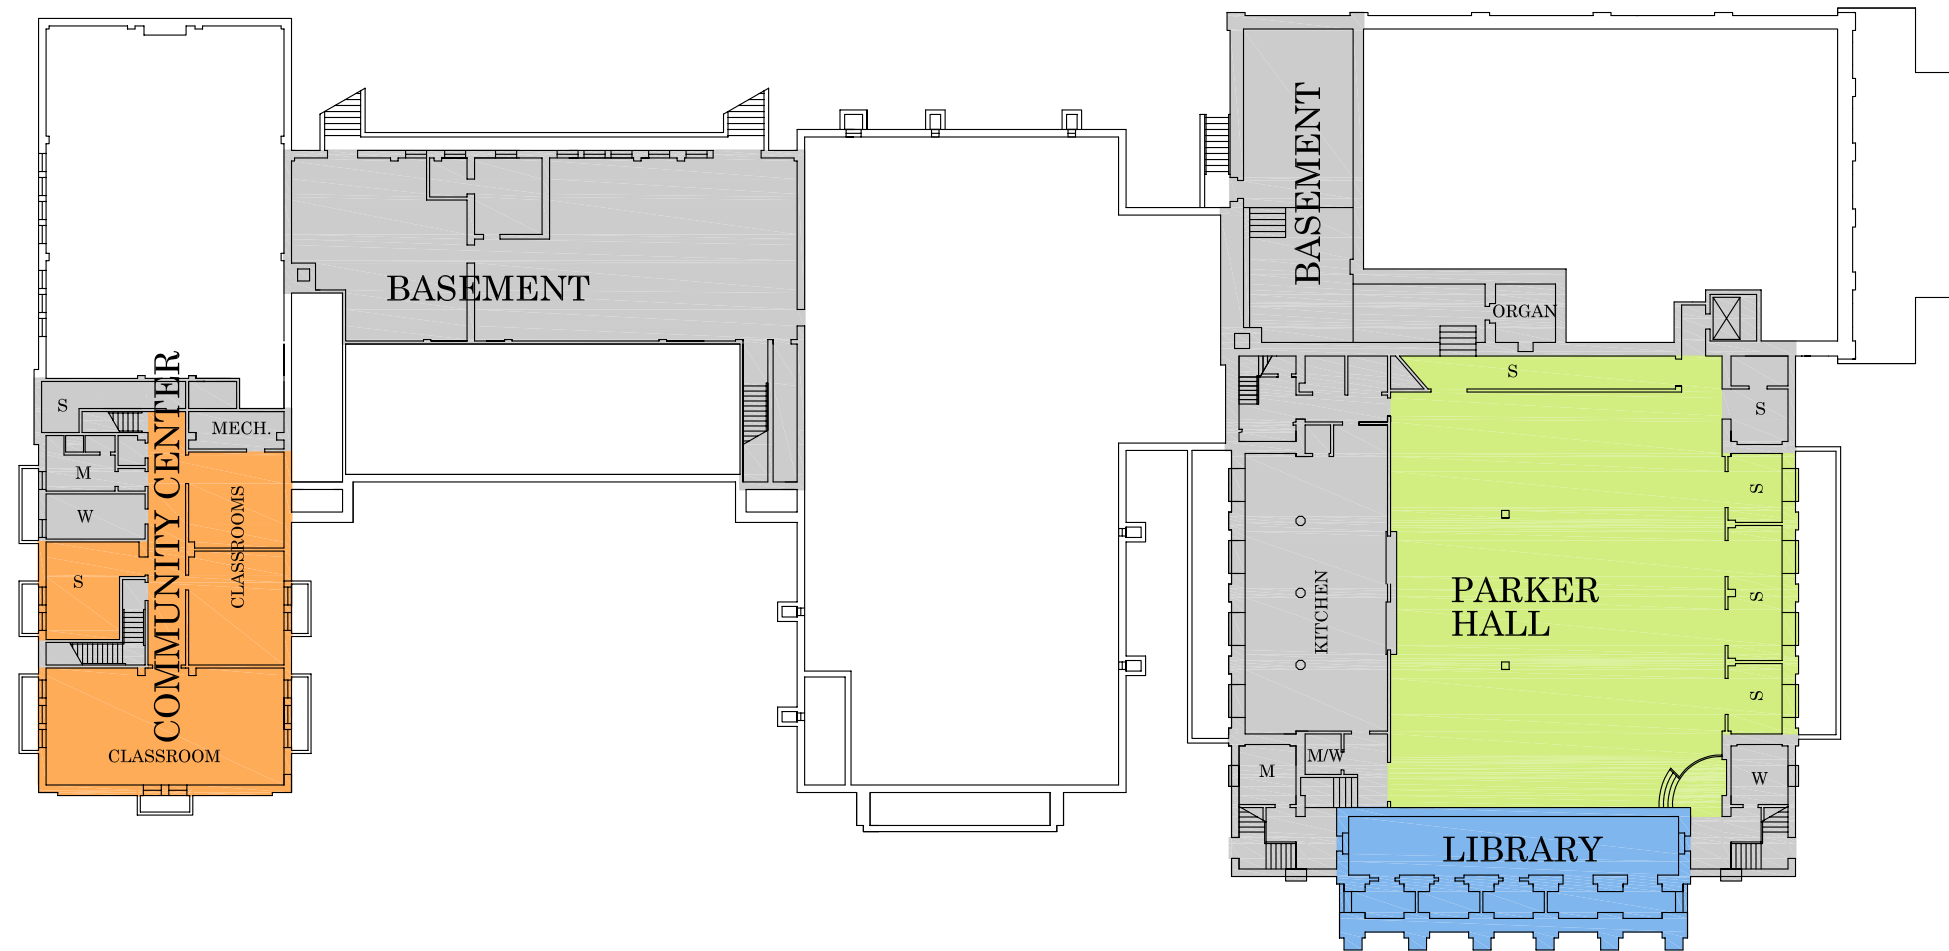 BASEMENT
COMMUNITY CENTER
S
MECH.
M
W
S
CLASSROOMS
CLASSROOM
BASEMENT
ORGAN
S
S
S
S
S
KITCHEN
PARKER
HALL
M/W
M
W
LIBRARY